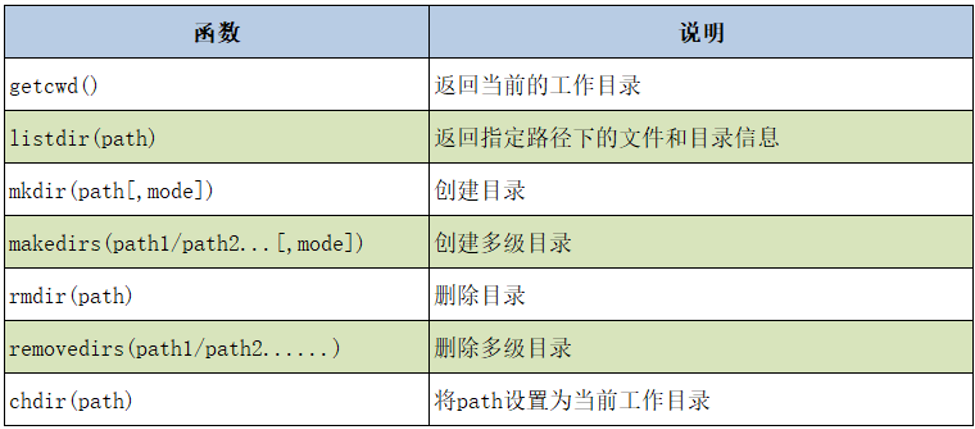 函数 说明
getcwd() 返回当前的工作目录
listdir(path) 返回指定路径下的文件和目录信息
mkdir(path[,mode]) 创建目录
makedirs(path1/path2...[,mode]) 创建多级目录
rmdir(path) 删除目录
removedirs(path1/path2......) 删除多级目录
chdir(path) 将path设置为当前工作目录